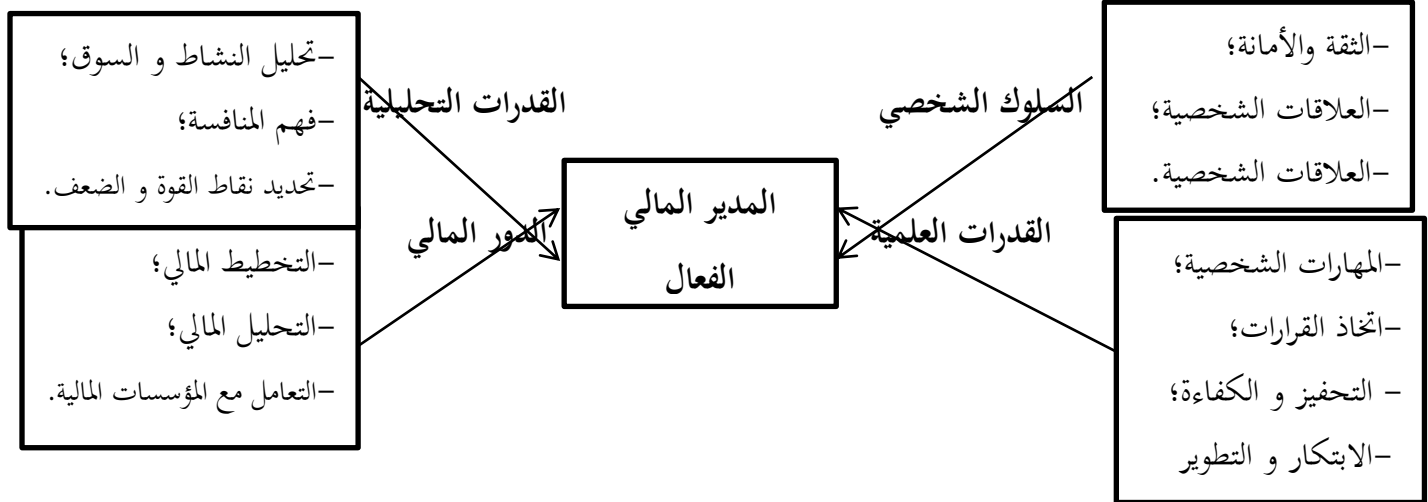 –الثقة والأمانة؛
–العلاقات الشخصية؛
–العلاقات الشخصية.
السلوك الشخصي
–المهارات الشخصية؛
–اتخاذ القرارات؛
– التحفيز و الكفاءة؛
–الابتكار و التطوير
القدرات العلمية
المدير المالي
الفعال
–تحليل النشاط و السوق؛
–فهم المنافسة؛
–تحديد نقاط القوة و الضعف.
القدرات التحليلية
–التخطيط المالي؛
–التحليل المالي؛
–التعامل مع المؤسسات المالية.
الدور المالي